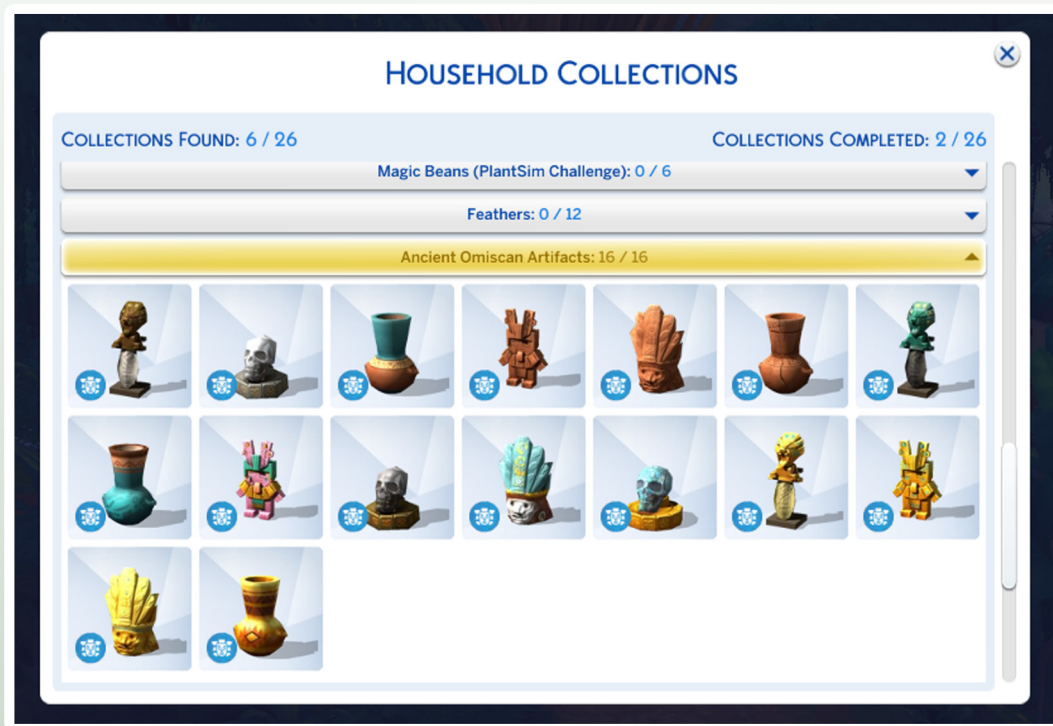 Household Collections
Collections Found: 6 / 26
Collections Completed: 2 / 26
Magic Beans (PlantSim Challenge): 0 / 6
Feathers: 0 / 12
Ancient Omiscan Artifacts: 16 / 16